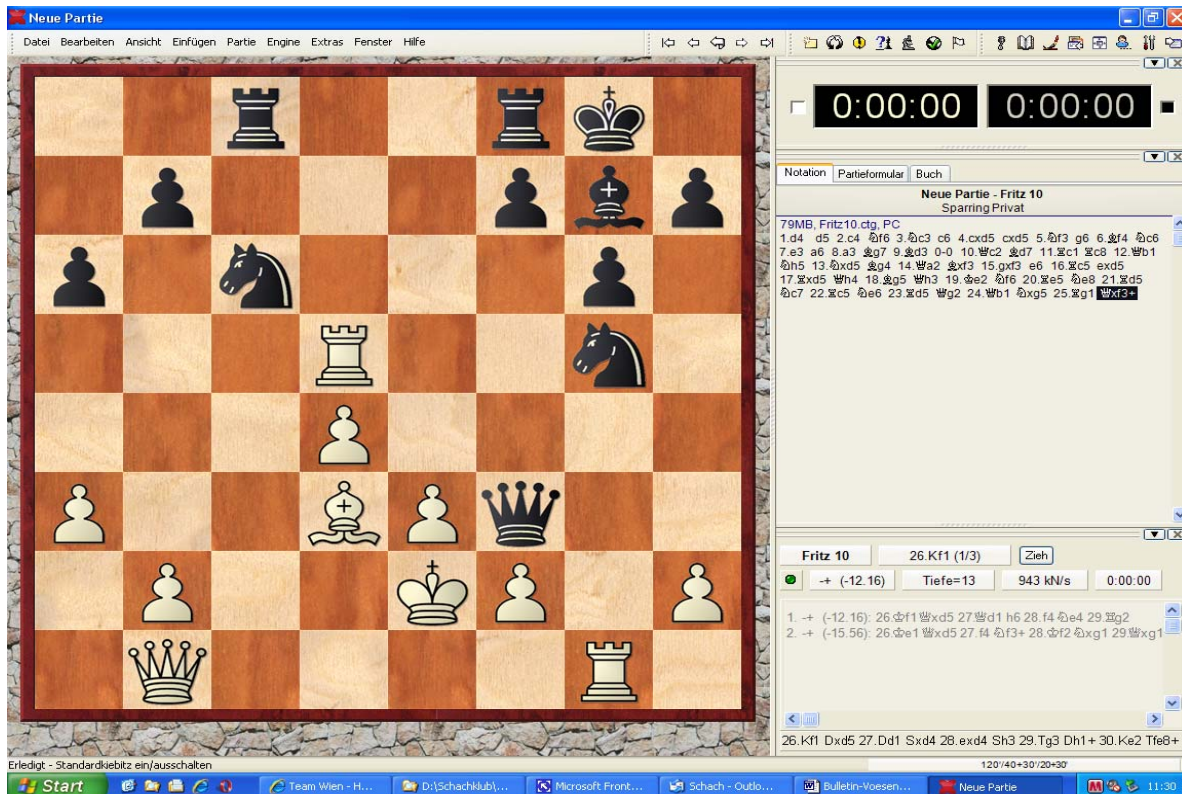 Neue Partie
Datei Bearbeiten Ansicht Einfügen Partie Engine Extras Fenster Hilfe
0:00:00 0:00:00
Notation Partieformular Buch
Neue Partie - Fritz 10
Sparring Privat
79MB, Fritz10.ctg, PC
1.d4 d5 2.c4 ♘f6 3.♘c3 c6 4.cxd5 cxd5 5.♘f3 g6 6.♗f4 ♘c6
7.e3 a6 8.a3 ♗g7 9.♗d3 0-0 10.♕c2 ♗d7 11.♖c1 ♖c8 12.♕b1
♘h5 13.♘xd5 ♗g4 14.♕a2 ♗xf3 15.gxf3 e6 16.♖c5 exd5
17.♖xd5 ♕h4 18.♗g5 ♕h3 19.♔e2 ♘f6 20.♖e5 ♘e8 21.♖d5
♘c7 22.♖c5 ♘e6 23.♖d5 ♕g2 24.♕b1 ♘xg5 25.♖g1 ♕xf3+
Fritz 10 26.Kf1 (1/3) Zieh
-+ (-12.16) Tiefe=13 943 kN/s 0:00:00
1. -+ (-12.16): 26.♔f1 ♕xd5 27.♕d1 h6 28.f4 ♘e4 29.♖g2
2. -+ (-15.56): 26.♔e1 ♕xd5 27.f4 ♘f3+ 28.♔f2 ♘xg1 29.♕xg1
26.Kf1 Dxd5 27.Dd1 Sxd4 28.exd4 Sh3 29.Tg3 Dh1+ 30.Ke2 Tfe8+
Erledigt - Standardkiebitz ein/ausschalten 120'/40+30'/20+30'
Start Team Wien - H... D:\Schachklub\... Microsoft Front... Schach - Outlo... Bulletin-Voesen... Neue Partie 11:30